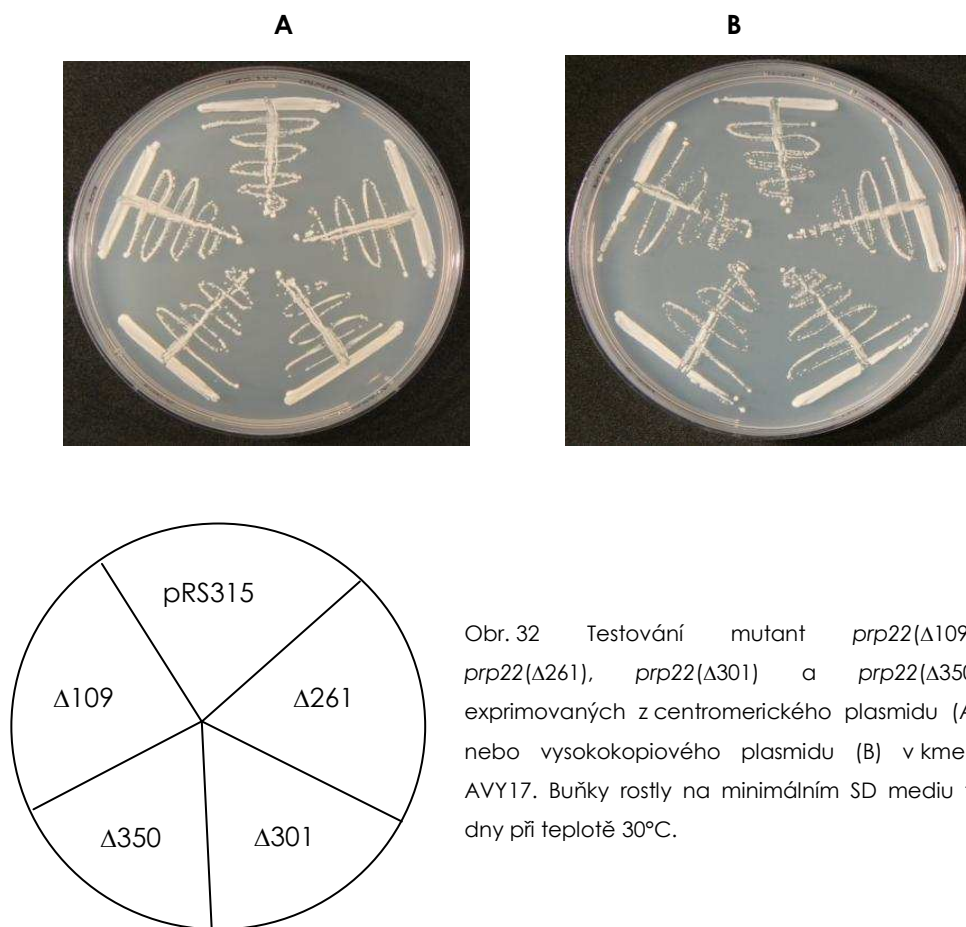 A
B
pRS315
Δ109
Δ261
Δ350
Δ301
Obr. 32 Testování mutant prp22(Δ109
prp22(Δ261), prp22(Δ301) a prp22(Δ350
exprimovaných z centromerického plasmidu (A
nebo vysokokopiového plasmidu (B) v kme
AVY17. Buňky rostly na minimálním SD mediu
dny při teplotě 30°C.